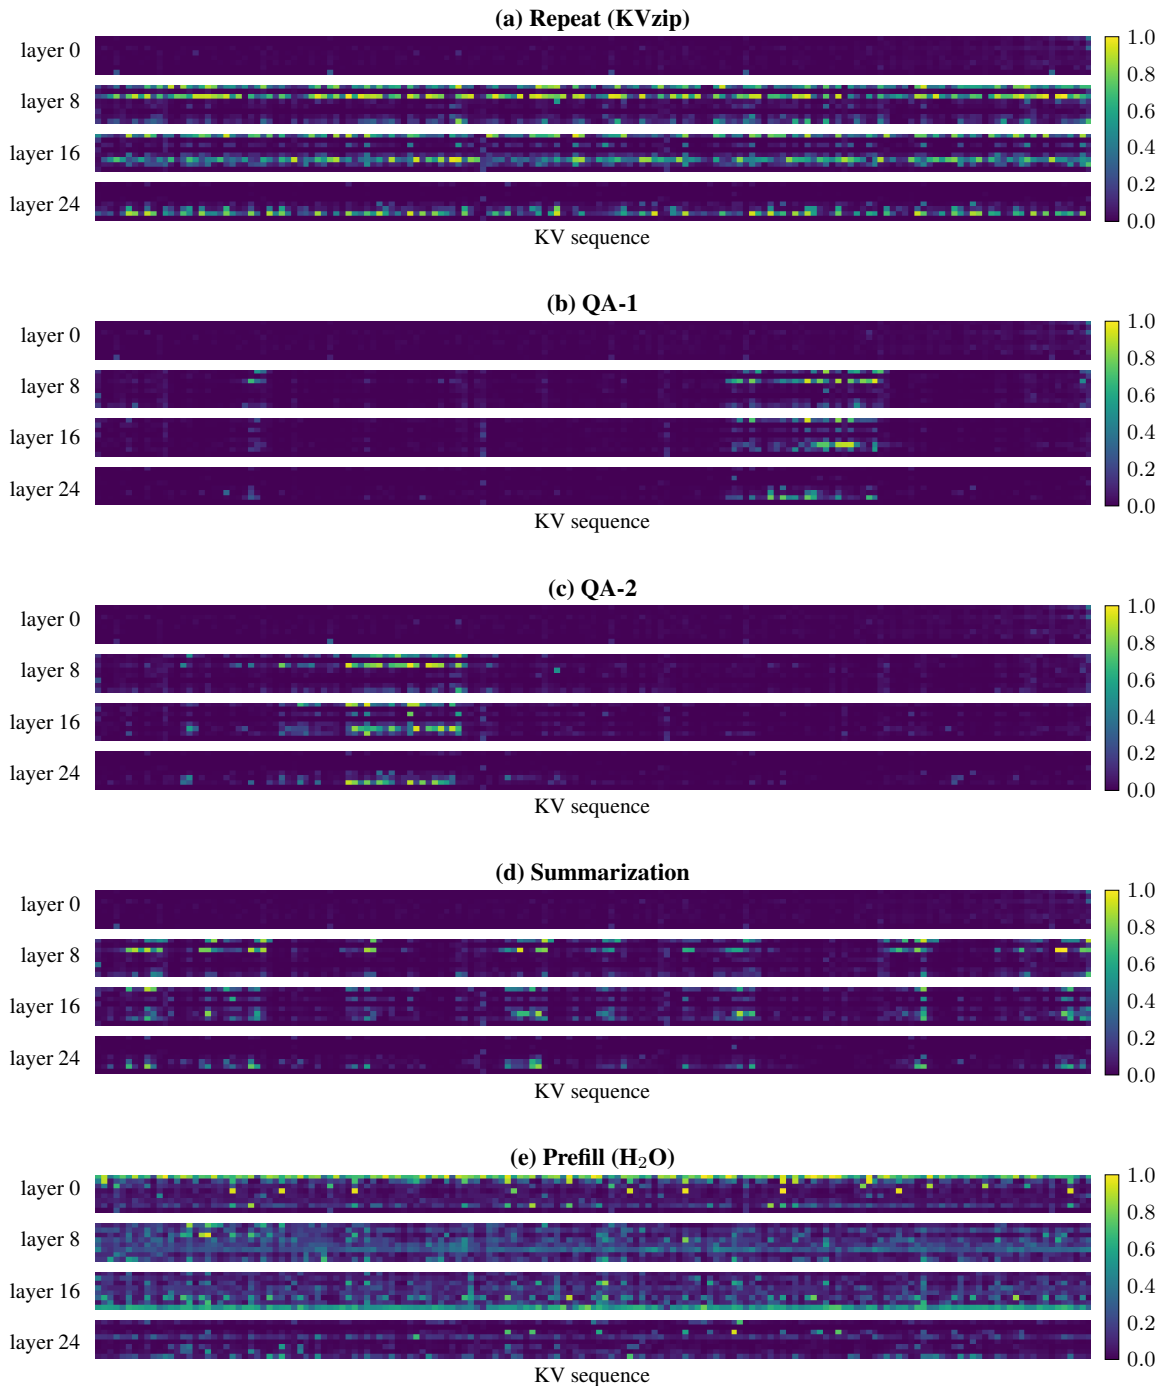 (a) Repeat (KVzip)
layer 0
layer 8
layer 16
layer 24
1.0
0.8
0.6
0.4
0.2
0.0
KV sequence
(b) QA-1
layer 0
layer 8
layer 16
layer 24
1.0
0.8
0.6
0.4
0.2
0.0
KV sequence
(c) QA-2
layer 0
layer 8
layer 16
layer 24
1.0
0.8
0.6
0.4
0.2
0.0
KV sequence
(d) Summarization
layer 0
layer 8
layer 16
layer 24
1.0
0.8
0.6
0.4
0.2
0.0
KV sequence
(e) Prefill (H₂O)
layer 0
layer 8
layer 16
layer 24
1.0
0.8
0.6
0.4
0.2
0.0
KV sequence